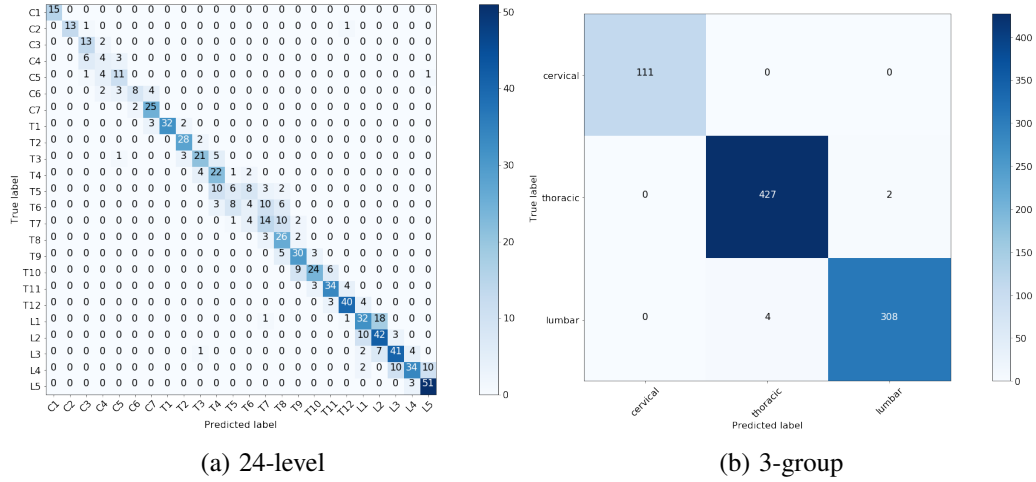 C1 15 0 0 0 0 0 0 0 0 0 0 0 0 0 0 0 0 0 0 0 0 0 0 0
C2 0 13 1 0 0 0 0 0 0 0 0 0 0 0 0 0 0 0 1 0 0 0 0 0
C3 0 0 13 2 0 0 0 0 0 0 0 0 0 0 0 0 0 0 0 0 0 0 0 0
C4 0 0 6 4 3 0 0 0 0 0 0 0 0 0 0 0 0 0 0 0 0 0 0 0
C5 0 0 1 4 11 0 0 0 0 0 0 0 0 0 0 0 0 0 0 0 0 0 0 1
C6 0 0 0 2 3 8 4 0 0 0 0 0 0 0 0 0 0 0 0 0 0 0 0 0
C7 0 0 0 0 0 2 25 0 0 0 0 0 0 0 0 0 0 0 0 0 0 0 0 0
T1 0 0 0 0 0 0 3 32 2 0 0 0 0 0 0 0 0 0 0 0 0 0 0 0
T2 0 0 0 0 0 0 0 0 28 2 0 0 0 0 0 0 0 0 0 0 0 0 0 0
T3 0 0 0 0 1 0 0 0 3 21 5 0 0 0 0 0 0 0 0 0 0 0 0 0
T4 0 0 0 0 0 0 0 0 0 4 22 1 2 0 0 0 0 0 0 0 0 0 0 0
T5 0 0 0 0 0 0 0 0 0 0 10 6 8 3 2 0 0 0 0 0 0 0 0 0
T6 0 0 0 0 0 0 0 0 0 0 3 8 4 10 6 0 0 0 0 0 0 0 0 0
T7 0 0 0 0 0 0 0 0 0 0 0 1 4 14 10 2 0 0 0 0 0 0 0 0
T8 0 0 0 0 0 0 0 0 0 0 0 0 0 3 26 2 0 0 0 0 0 0 0 0
T9 0 0 0 0 0 0 0 0 0 0 0 0 0 0 5 30 3 0 0 0 0 0 0 0
T10 0 0 0 0 0 0 0 0 0 0 0 0 0 0 0 9 24 6 0 0 0 0 0 0
T11 0 0 0 0 0 0 0 0 0 0 0 0 0 0 0 0 3 34 4 0 0 0 0 0
T12 0 0 0 0 0 0 0 0 0 0 0 0 0 0 0 0 0 3 40 4 0 0 0 0
L1 0 0 0 0 0 0 0 0 0 0 0 0 0 1 0 0 0 0 1 32 18 0 0 0
L2 0 0 0 0 0 0 0 0 0 0 0 0 0 0 0 0 0 0 0 10 42 3 0 0
L3 0 0 0 0 0 0 0 0 0 1 0 0 0 0 0 0 0 0 0 2 7 41 4 0
L4 0 0 0 0 0 0 0 0 0 0 0 0 0 0 0 0 0 0 0 2 0 10 34 10
L5 0 0 0 0 0 0 0 0 0 0 0 0 0 0 0 0 0 0 0 0 0 0 3 51
C1 C2 C3 C4 C5 C6 C7 T1 T2 T3 T4 T5 T6 T7 T8 T9 T10 T11 T12 L1 L2 L3 L4 L5
True label
Predicted label
50
40
30
20
10
0
(a) 24-level
cervical 111 0 0
thoracic 0 427 2
lumbar 0 4 308
cervical thoracic lumbar
True label
Predicted label
400
350
300
250
200
150
100
50
0
(b) 3-group